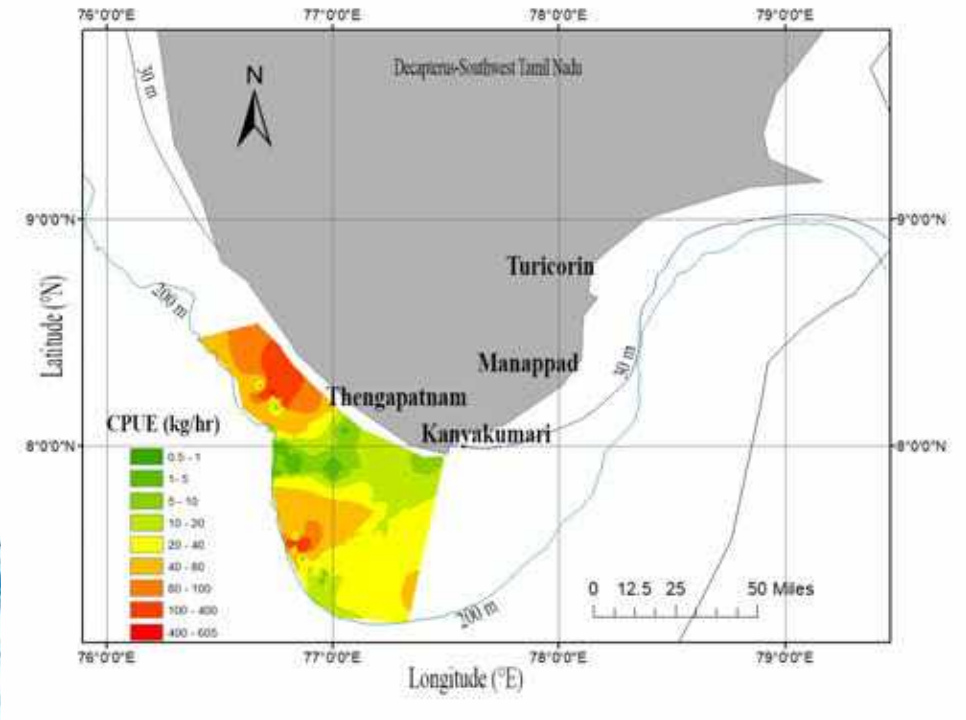 76°0'0"E 77°0'0"E 78°0'0"E 79°0'0"E
Decapterus-Southwest Tamil Nadu
30 m
N
9°0'0"N 9°0'0"N
Turicorin
200 m
Latitude (°N)
Manappad
30 m
Thengapatnam
CPUE (kg/hr)
Kanyakumari
8°0'0"N 8°0'0"N
0.5 - 1
1- 5
5 - 10
10 - 20
20 - 40
40 - 60
60 - 100
100 - 400
400 - 605
0 12.5 25 50 Miles
200 m
76°0'0"E 77°0'0"E 78°0'0"E 79°0'0"E
Longitude (°E)